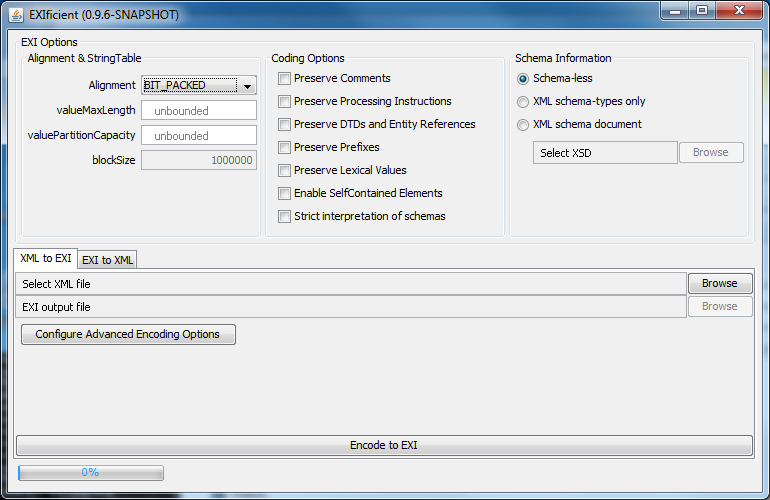 EXIficient (0.9.6-SNAPSHOT)
EXI Options
Alignment & StringTable
Alignment BIT_PACKED
valueMaxLength unbounded
valuePartitionCapacity unbounded
blockSize 1000000
Coding Options
Preserve Comments
Preserve Processing Instructions
Preserve DTDs and Entity References
Preserve Prefixes
Preserve Lexical Values
Enable SelfContained Elements
Strict interpretation of schemas
Schema Information
Schema-less
XML schema-types only
XML schema document
Select XSD Browse
XML to EXI EXI to XML
Select XML file Browse
EXI output file Browse
Configure Advanced Encoding Options
Encode to EXI
0%